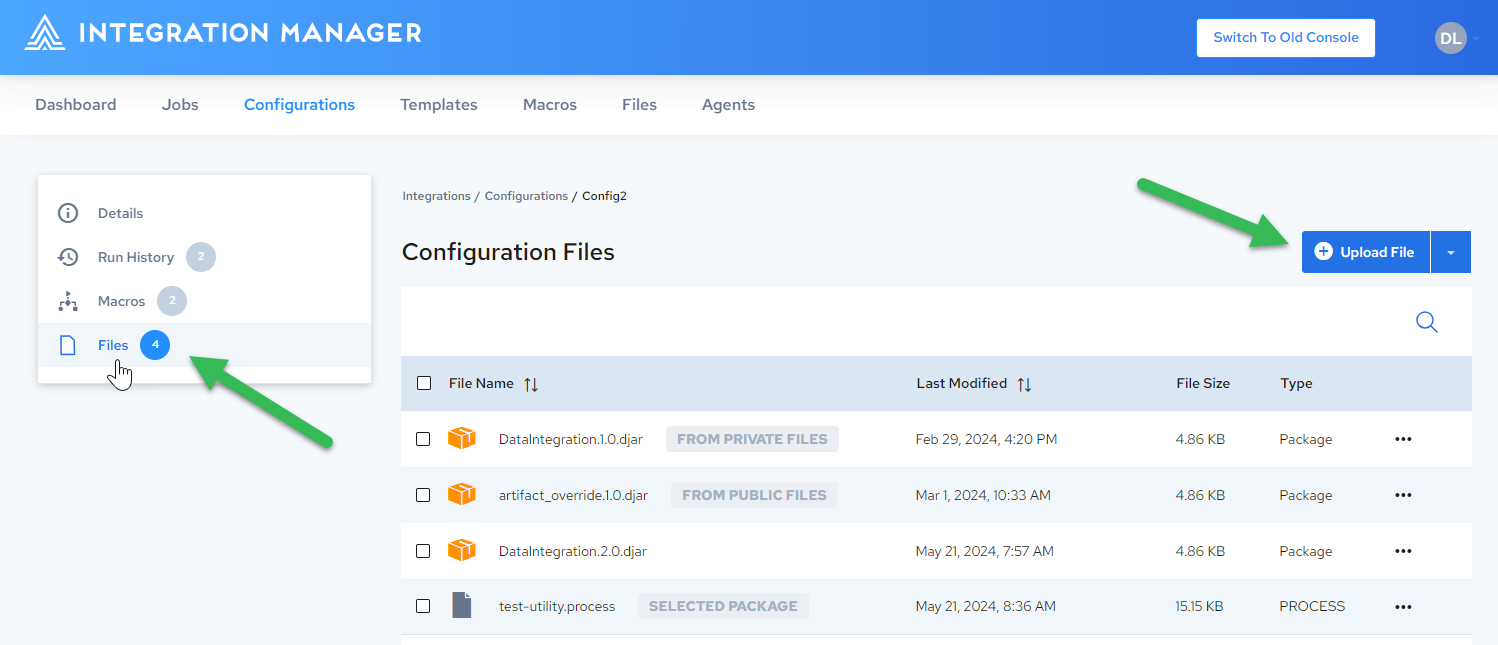 INTEGRATION MANAGER
Switch To Old Console
DL
Dashboard Jobs Configurations Templates Macros Files Agents
Details
Run History 2
Macros 2
Files 4
Integrations / Configurations / Config2
Configuration Files
Upload File
File Name Last Modified File Size Type
DataIntegration.1.0.djar FROM PRIVATE FILES Feb 29, 2024, 4:20 PM 4.86 KB Package
artifact_override.1.0.djar FROM PUBLIC FILES Mar 1, 2024, 10:33 AM 4.86 KB Package
DataIntegration.2.0.djar May 21, 2024, 7:57 AM 4.86 KB Package
test-utility.process SELECTED PACKAGE May 21, 2024, 8:36 AM 15.15 KB PROCESS